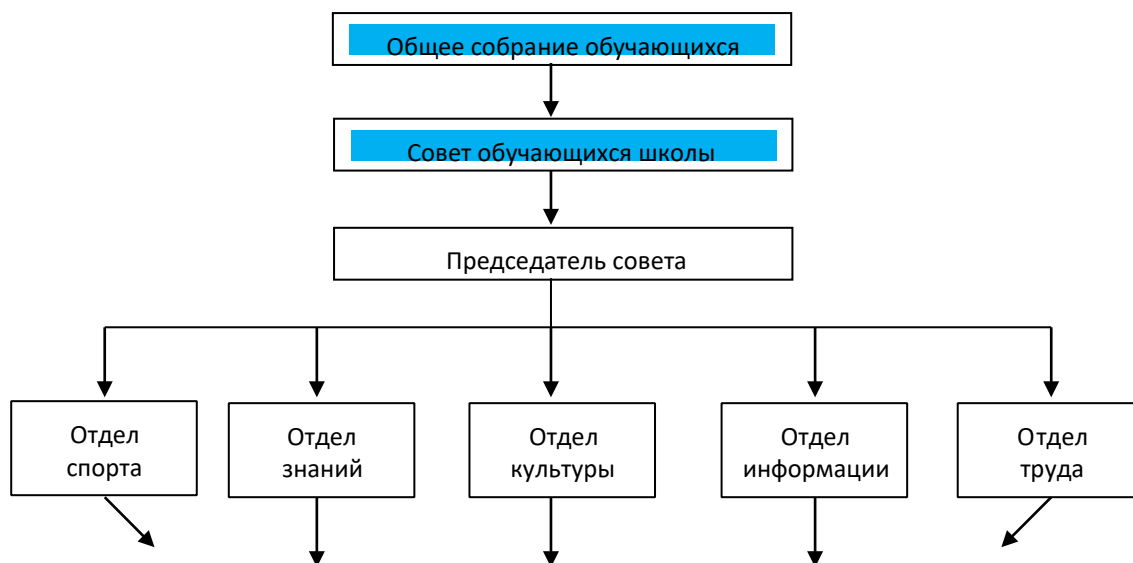 Общее собрание обучающихся
Совет обучающихся школы
Председатель совета
Отдел
спорта
Отдел
знаний
Отдел
культуры
Отдел
информации
Отдел
труда